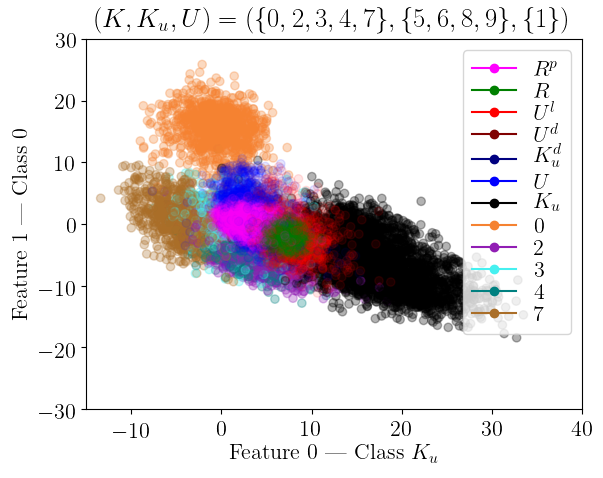 (K, K_u, U) = ({0, 2, 3, 4, 7}, {5, 6, 8, 9}, {1})
30
20
10
0
−10
−20
−30
Feature 1 — Class 0
−10 0 10 20 30 40
Feature 0 — Class K_u
R^p
R
U^l
U^d
K_u^d
U
K_u
0
2
3
4
7